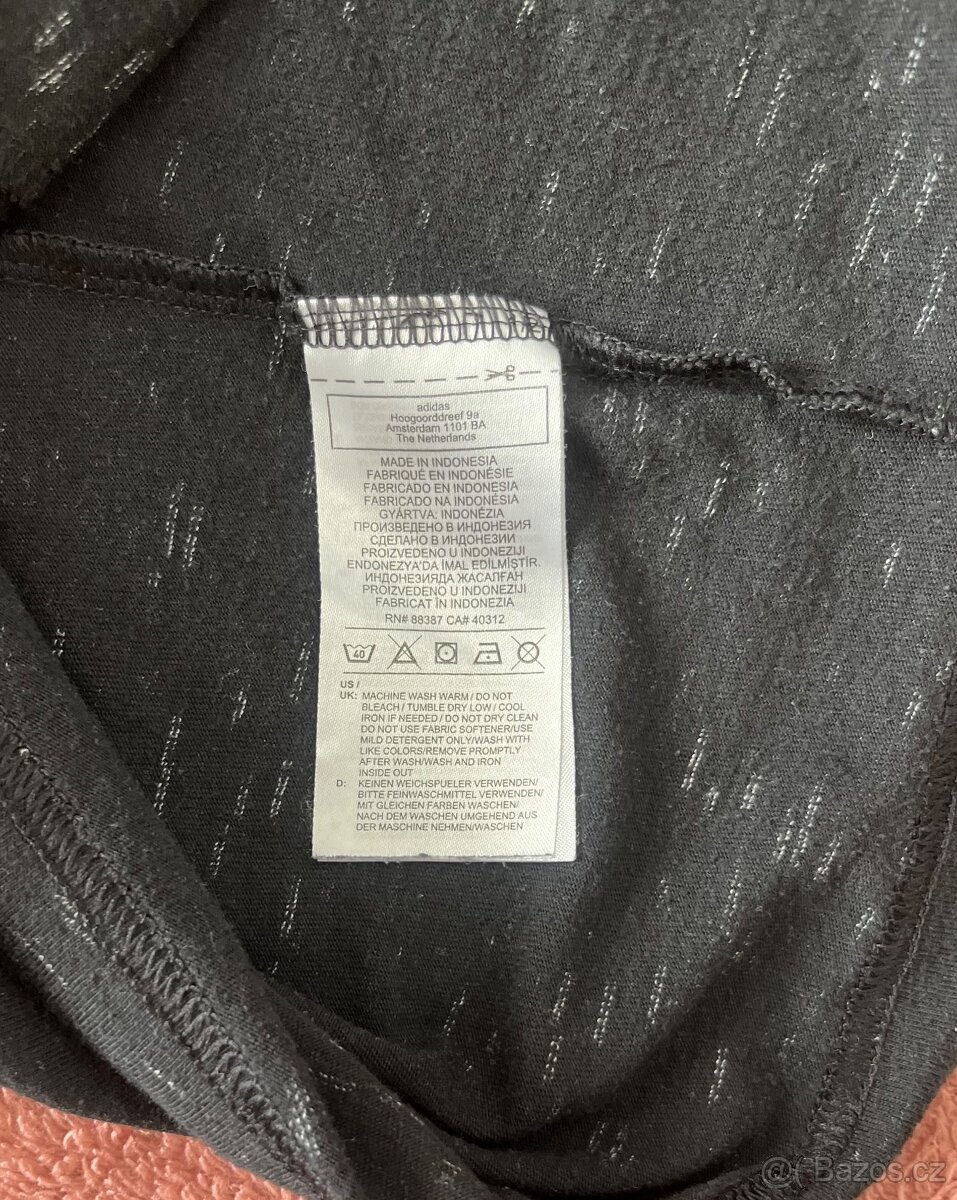 adidas
Hoogoorddreef 9a
Amsterdam 1101 BA
The Netherlands
MADE IN INDONESIA
FABRIQUÉ EN INDONÉSIE
FABRICADO EN INDONESIA
FABRICADO NA INDONÉSIA
GYÁRTVA: INDONÉZIA
ПРОИЗВЕДЕНО В ИНДОНЕЗИЯ
СДЕЛАНО В ИНДОНЕЗИИ
PROIZVEDENO U INDONEZIJI
ENDONEZYA'DA İMAL EDİLMİŞTİR.
ИНДОНЕЗИЯДА ЖАСАЛҒАН
PROIZVEDENO U INDONEZIJI
FABRICAT ÎN INDONEZIA
RN# 88387 CA# 40312
40
US /
UK: MACHINE WASH WARM / DO NOT
BLEACH / TUMBLE DRY LOW / COOL
IRON IF NEEDED / DO NOT DRY CLEAN
DO NOT USE FABRIC SOFTENER/USE
MILD DETERGENT ONLY/WASH WITH
LIKE COLORS/REMOVE PROMPTLY
AFTER WASH/WASH AND IRON
INSIDE OUT
D: KEINEN WEICHSPUELER VERWENDEN/
BITTE FEINWASCHMITTEL VERWENDEN/
MIT GLEICHEN FARBEN WASCHEN/
NACH DEM WASCHEN UMGEHEND AUS
DER MASCHINE NEHMEN/WASCHEN
Bazos.cz